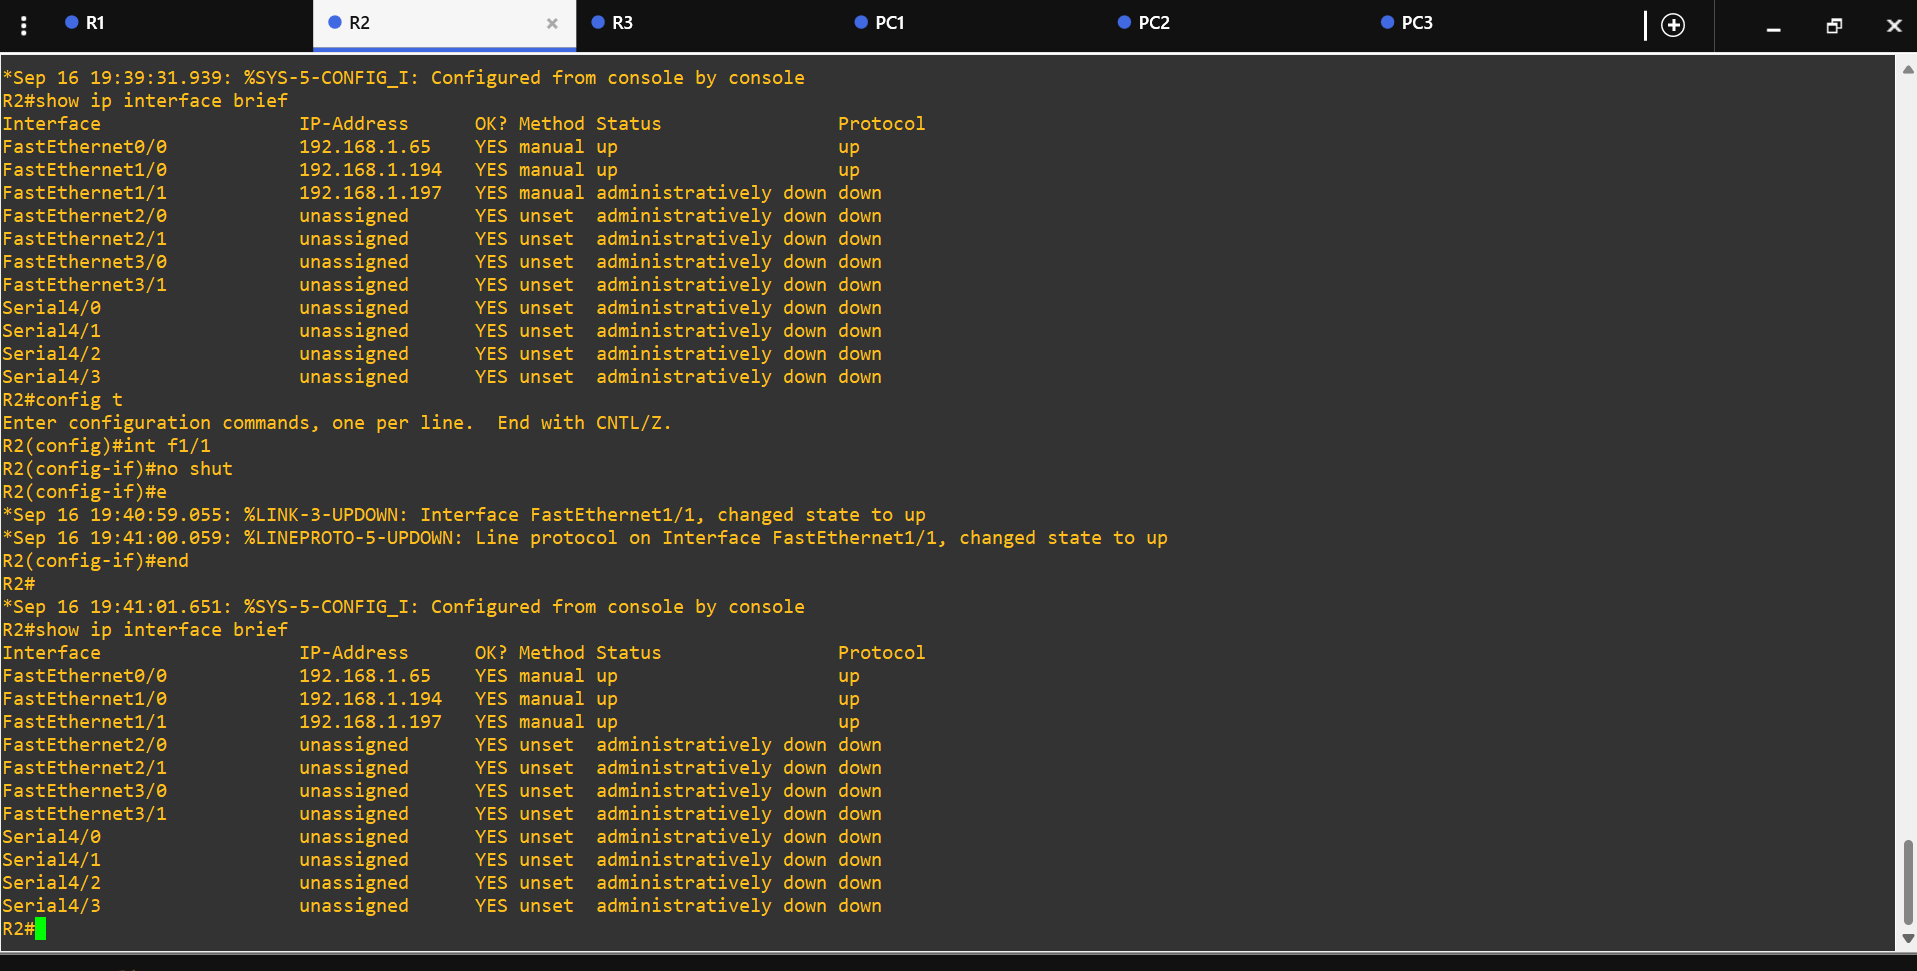 R1 R2 × R3 PC1 PC2 PC3
*Sep 16 19:39:31.939: %SYS-5-CONFIG_I: Configured from console by console
R2#show ip interface brief
Interface                  IP-Address      OK? Method Status                Protocol
FastEthernet0/0            192.168.1.65    YES manual up                    up
FastEthernet1/0            192.168.1.194   YES manual up                    up
FastEthernet1/1            192.168.1.197   YES manual administratively down down
FastEthernet2/0            unassigned      YES unset  administratively down down
FastEthernet2/1            unassigned      YES unset  administratively down down
FastEthernet3/0            unassigned      YES unset  administratively down down
FastEthernet3/1            unassigned      YES unset  administratively down down
Serial4/0                  unassigned      YES unset  administratively down down
Serial4/1                  unassigned      YES unset  administratively down down
Serial4/2                  unassigned      YES unset  administratively down down
Serial4/3                  unassigned      YES unset  administratively down down
R2#config t
Enter configuration commands, one per line.  End with CNTL/Z.
R2(config)#int f1/1
R2(config-if)#no shut
R2(config-if)#e
*Sep 16 19:40:59.055: %LINK-3-UPDOWN: Interface FastEthernet1/1, changed state to up
*Sep 16 19:41:00.059: %LINEPROTO-5-UPDOWN: Line protocol on Interface FastEthernet1/1, changed state to up
R2(config-if)#end
R2#
*Sep 16 19:41:01.651: %SYS-5-CONFIG_I: Configured from console by console
R2#show ip interface brief
Interface                  IP-Address      OK? Method Status                Protocol
FastEthernet0/0            192.168.1.65    YES manual up                    up
FastEthernet1/0            192.168.1.194   YES manual up                    up
FastEthernet1/1            192.168.1.197   YES manual up                    up
FastEthernet2/0            unassigned      YES unset  administratively down down
FastEthernet2/1            unassigned      YES unset  administratively down down
FastEthernet3/0            unassigned      YES unset  administratively down down
FastEthernet3/1            unassigned      YES unset  administratively down down
Serial4/0                  unassigned      YES unset  administratively down down
Serial4/1                  unassigned      YES unset  administratively down down
Serial4/2                  unassigned      YES unset  administratively down down
Serial4/3                  unassigned      YES unset  administratively down down
R2#